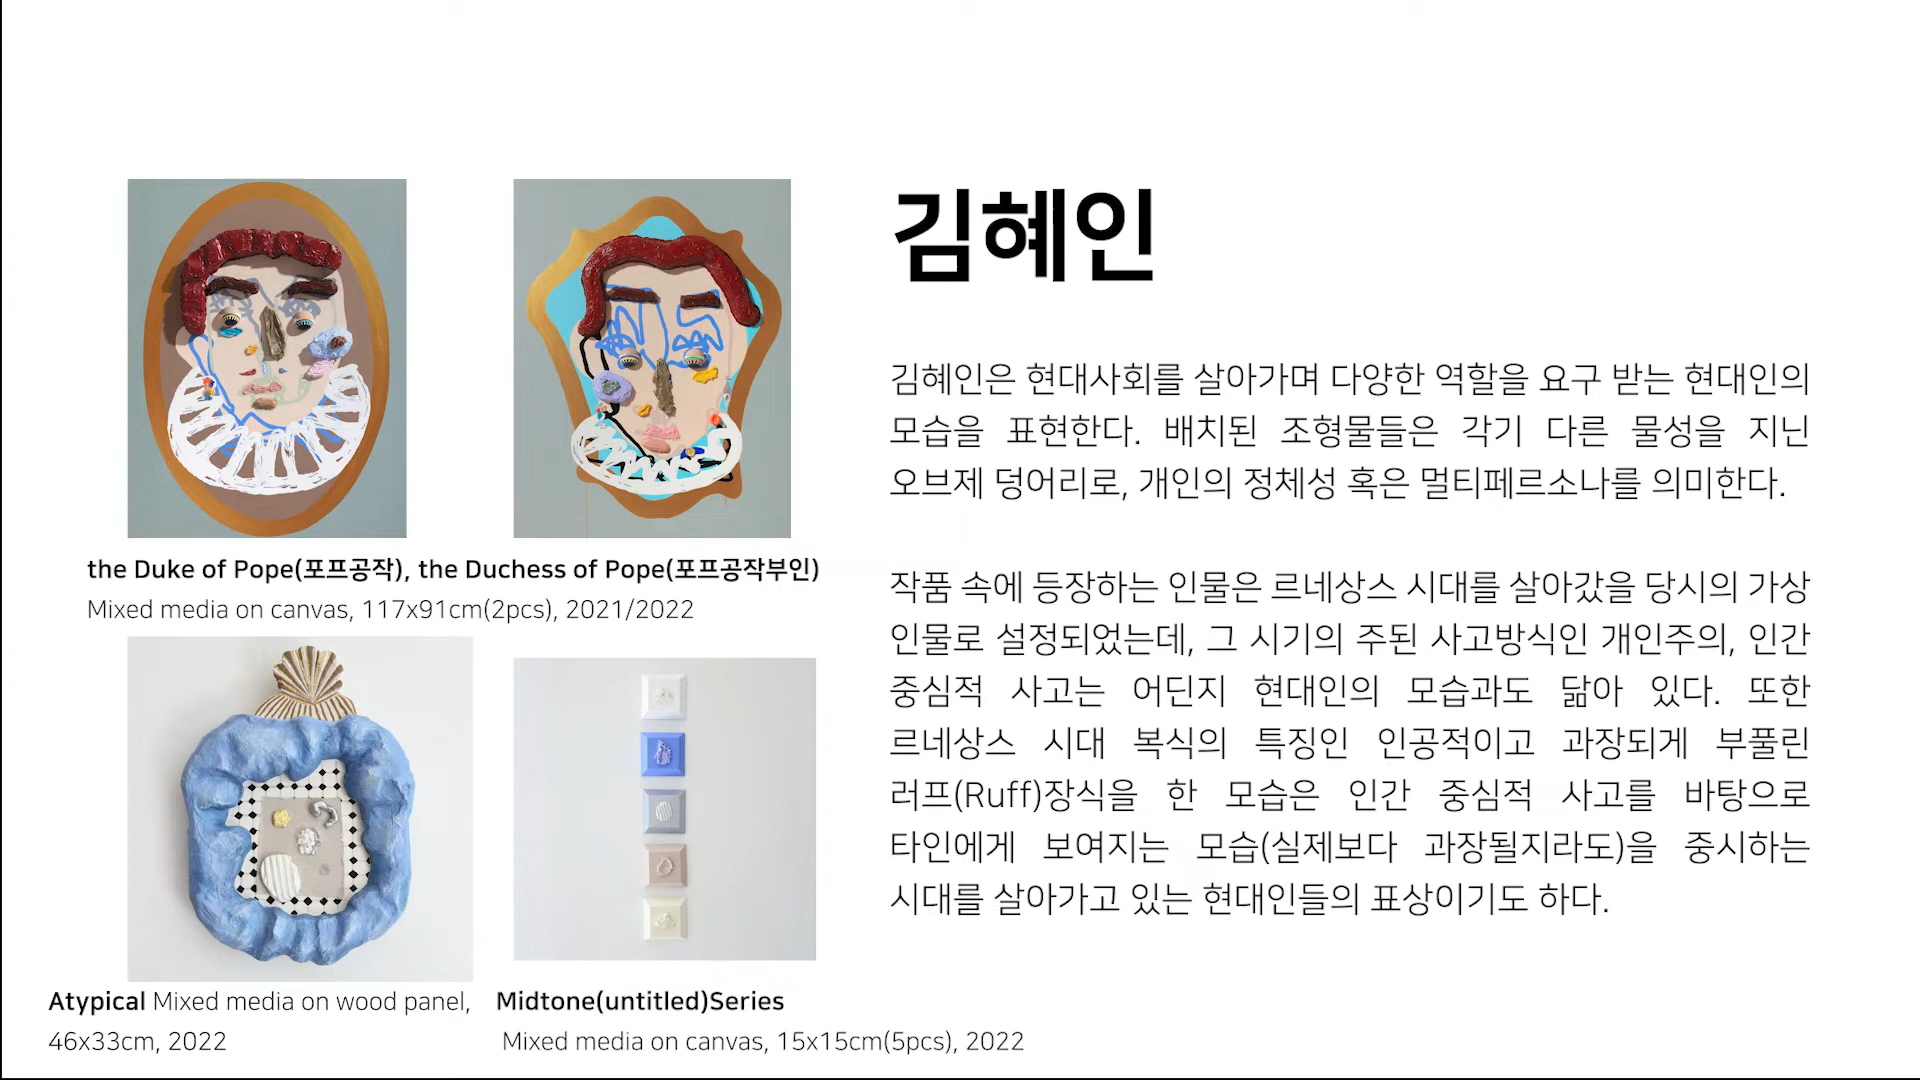 김혜인
김혜인은 현대사회를 살아가며 다양한 역할을 요구 받는 현대인의
모습을 표현한다. 배치된 조형물들은 각기 다른 물성을 지닌
오브제 덩어리로, 개인의 정체성 혹은 멀티페르소나를 의미한다.
작품 속에 등장하는 인물은 르네상스 시대를 살아갔을 당시의 가상
인물로 설정되었는데, 그 시기의 주된 사고방식인 개인주의, 인간
중심적 사고는 어딘지 현대인의 모습과도 닮아 있다. 또한
르네상스 시대 복식의 특징인 인공적이고 과장되게 부풀린
러프(Ruff)장식을 한 모습은 인간 중심적 사고를 바탕으로
타인에게 보여지는 모습(실제보다 과장될지라도)을 중시하는
시대를 살아가고 있는 현대인들의 표상이기도 하다.
the Duke of Pope(포프공작), the Duchess of Pope(포프공작부인)
Mixed media on canvas, 117x91cm(2pcs), 2021/2022
Atypical Mixed media on wood panel,
46x33cm, 2022
Midtone(untitled)Series
Mixed media on canvas, 15x15cm(5pcs), 2022